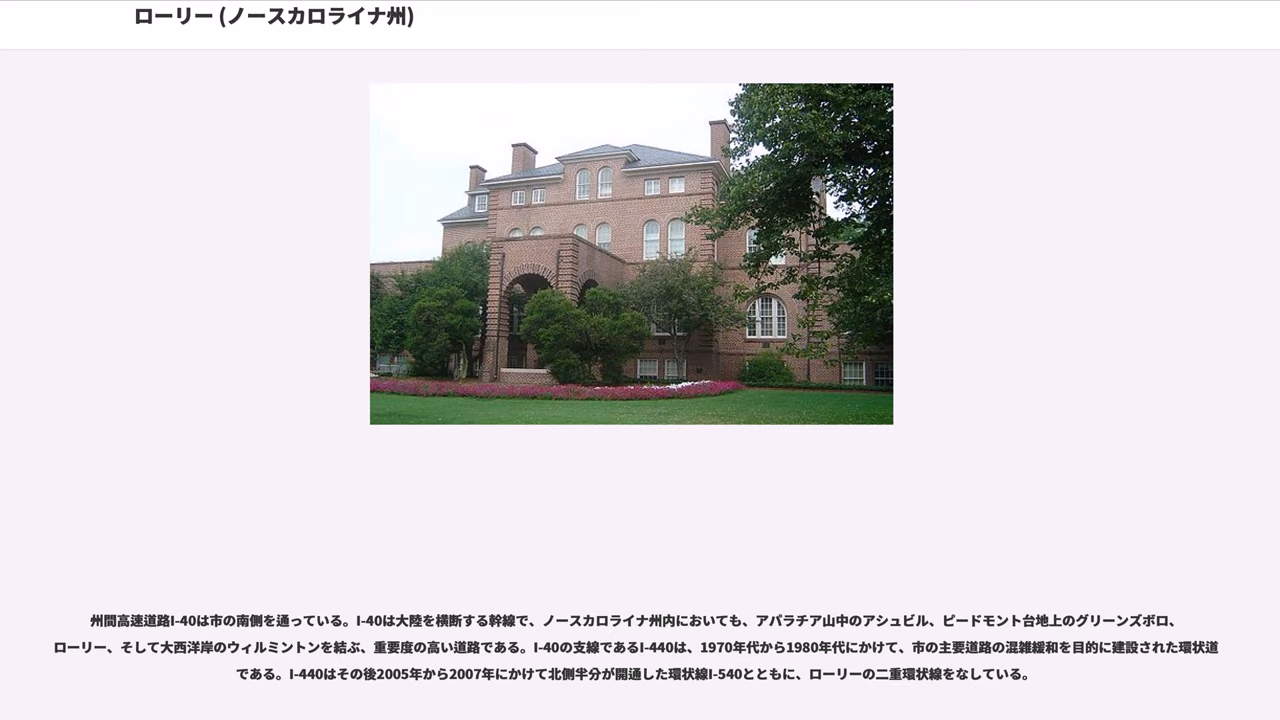 ローリー (ノースカロライナ州)
州間高速道路I-40は市の南側を通っている。I-40は大陸を横断する幹線で、ノースカロライナ州内においても、アパラチア山中のアシュビル、ピードモント台地上のグリーンズボロ、
ローリー、そして大西洋岸のウィルミントンを結ぶ、重要度の高い道路である。I-40の支線であるI-440は、1970年代から1980年代にかけて、市の主要道路の混雑緩和を目的に建設された環状道
である。I-440はその後2005年から2007年にかけて北側半分が開通した環状線I-540とともに、ローリーの二重環状線をなしている。